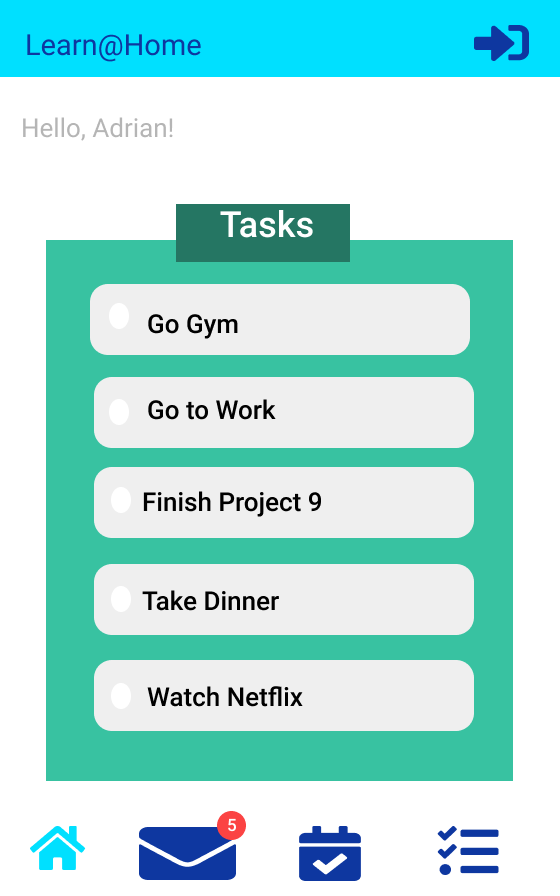 Learn@Home
Hello, Adrian!
Tasks
Go Gym
Go to Work
Finish Project 9
Take Dinner
Watch Netflix
5